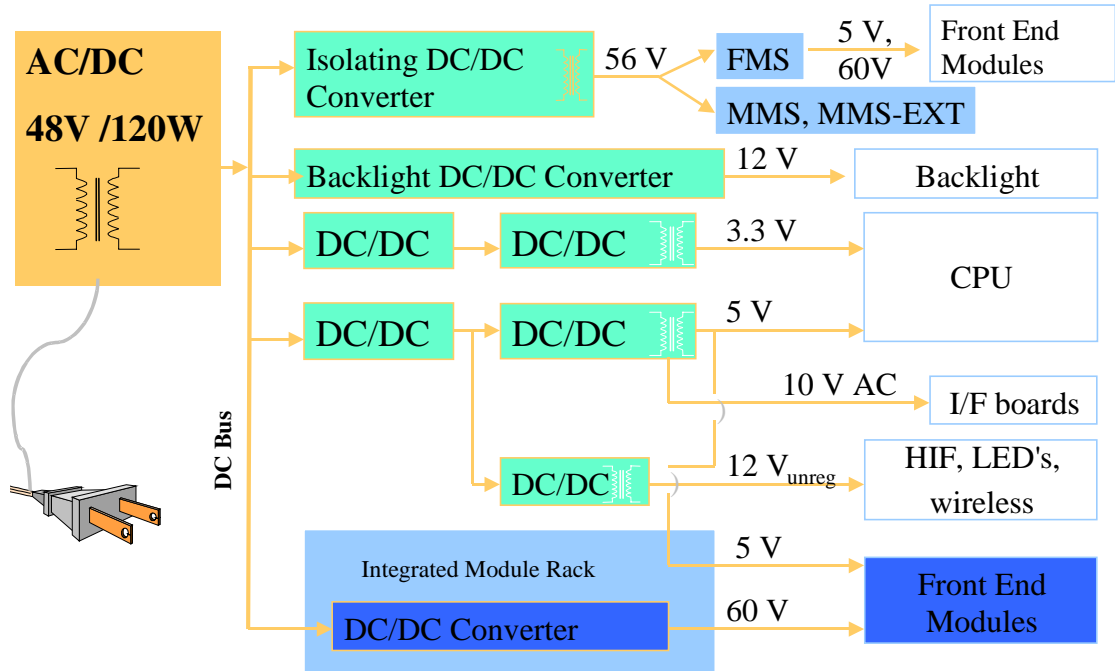 AC/DC
48V /120W
Isolating DC/DC
Converter
56 V
FMS
5 V,
60V
Front End
Modules
MMS, MMS-EXT
Backlight DC/DC Converter
12 V
Backlight
DC/DC
DC/DC
3.3 V
CPU
DC/DC
DC/DC
5 V
10 V AC
I/F boards
DC Bus
DC/DC
12 Vunreg
HIF, LED's,
wireless
Integrated Module Rack
5 V
DC/DC Converter
60 V
Front End
Modules